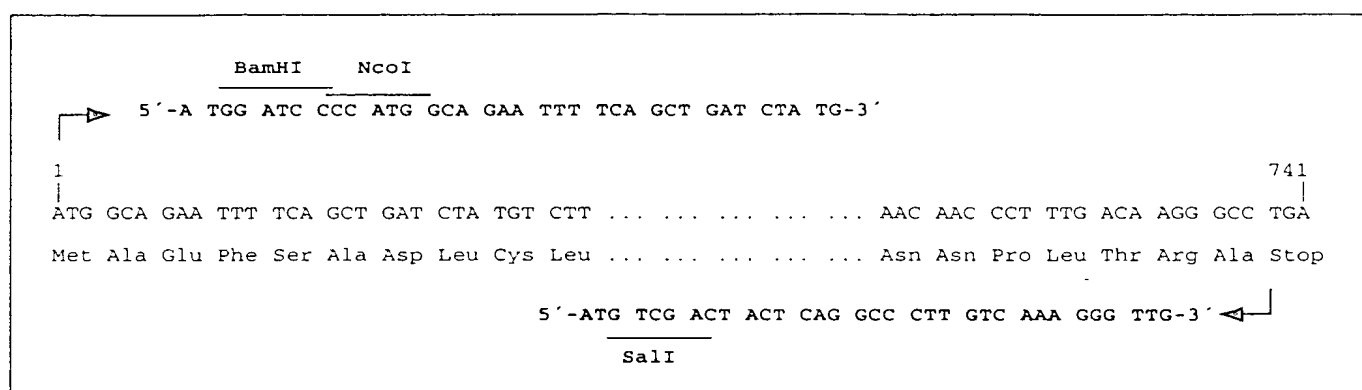 BamHI NcoI
5´-A TGG ATC CCC ATG GCA GAA TTT TCA GCT GAT CTA TG-3´
1 741
ATG GCA GAA TTT TCA GCT GAT CTA TGT CTT ... ... ... ... ... AAC AAC CCT TTG ACA AGG GCC TGA
Met Ala Glu Phe Ser Ala Asp Leu Cys Leu ... ... ... ... ... Asn Asn Pro Leu Thr Arg Ala Stop
5´-ATG TCG ACT ACT CAG GCC CTT GTC AAA GGG TTG-3´
SalI